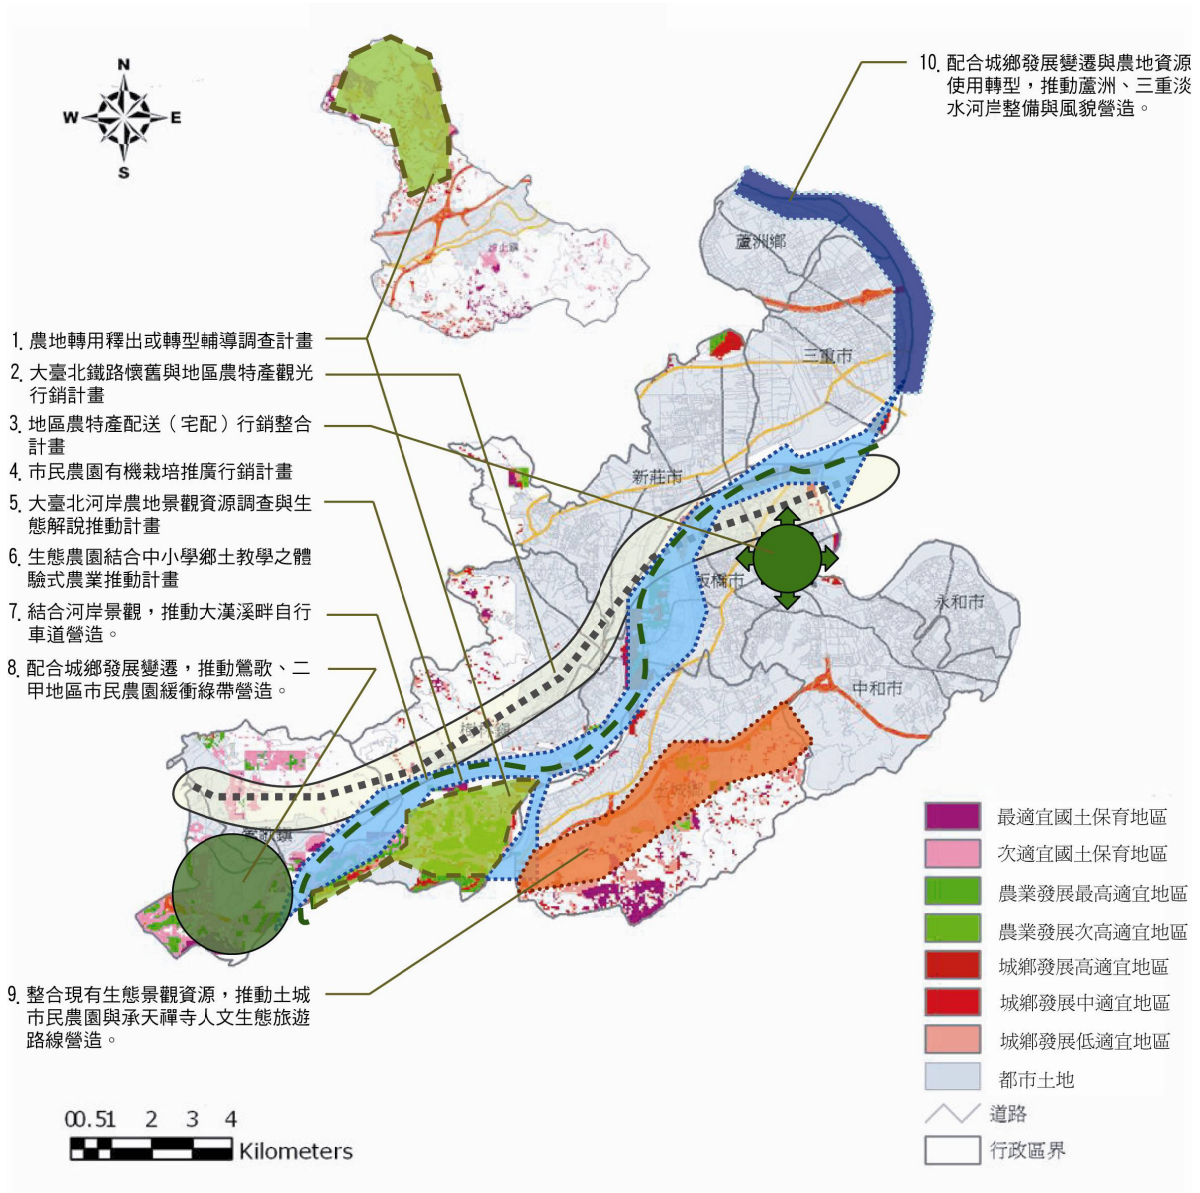 N
W
E
S
10. 配合城鄉發展變遷與農地資源
使用轉型，推動蘆洲、三重淡
水河岸整備與風貌營造。
汐止鎮
蘆洲鄉
三重市
新莊市
板橋市
永和市
中和市
樹林鎮
鶯歌鎮
土城鄉
1. 農地轉用釋出或轉型輔導調查計畫
2. 大臺北鐵路懷舊與地區農特產觀光
行銷計畫
3. 地區農特產配送（宅配）行銷整合
計畫
4. 市民農園有機栽培推廣行銷計畫
5. 大臺北河岸農地景觀資源調查與生
態解說推動計畫
6. 生態農園結合中小學鄉土教學之體
驗式農業推動計畫
7. 結合河岸景觀，推動大漢溪畔自行
車道營造。
8. 配合城鄉發展變遷，推動鶯歌、二
甲地區市民農園緩衝綠帶營造。
9. 整合現有生態景觀資源，推動土城
市民農園與承天禪寺人文生態旅遊
路線營造。
最適宜國土保育地區
次適宜國土保育地區
農業發展最高適宜地區
農業發展次高適宜地區
城鄉發展高適宜地區
城鄉發展中適宜地區
城鄉發展低適宜地區
都市土地
道路
行政區界
00.51 2 3 4
Kilometers